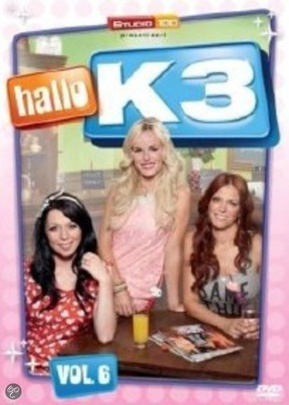 STUDIO 100
presenteert
hallo
K3
VOL. 6
DVD